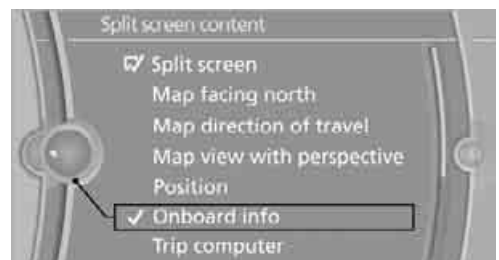 Split screen content
Split screen
Map facing north
Map direction of travel
Map view with perspective
Position
Onboard info
Trip computer